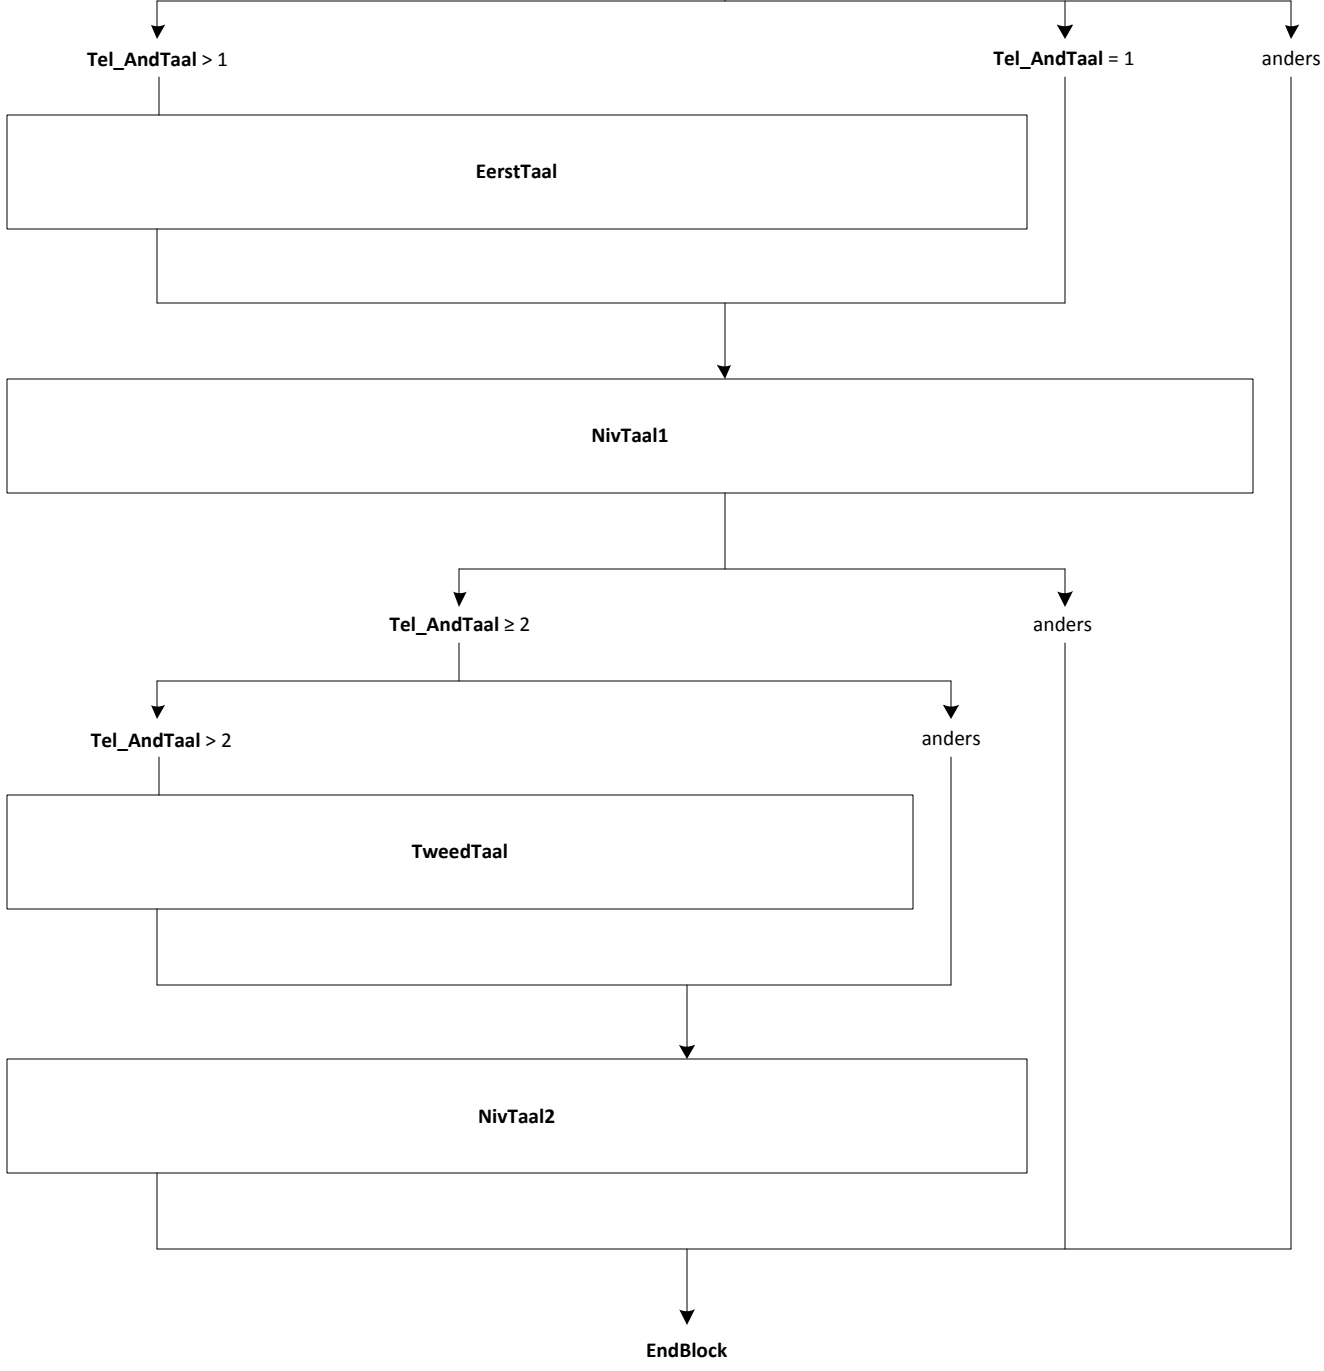 Tel_AndTaal > 1
Tel_AndTaal = 1
anders
EerstTaal
NivTaal1
Tel_AndTaal ≥ 2
anders
Tel_AndTaal > 2
anders
TweedTaal
NivTaal2
EndBlock